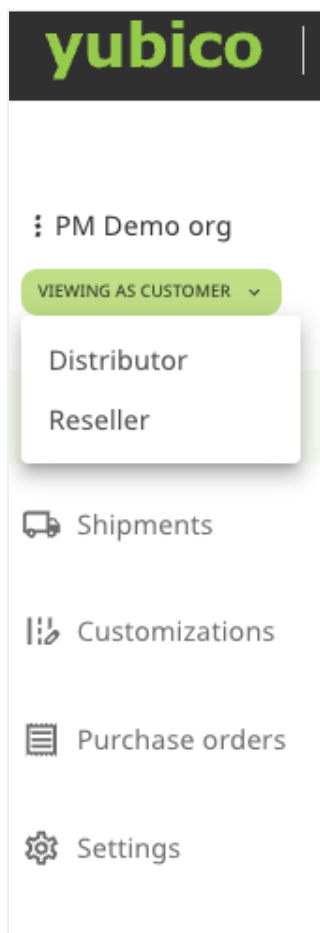 yubico
PM Demo org
VIEWING AS CUSTOMER
Distributor
Reseller
Shipments
Customizations
Purchase orders
Settings